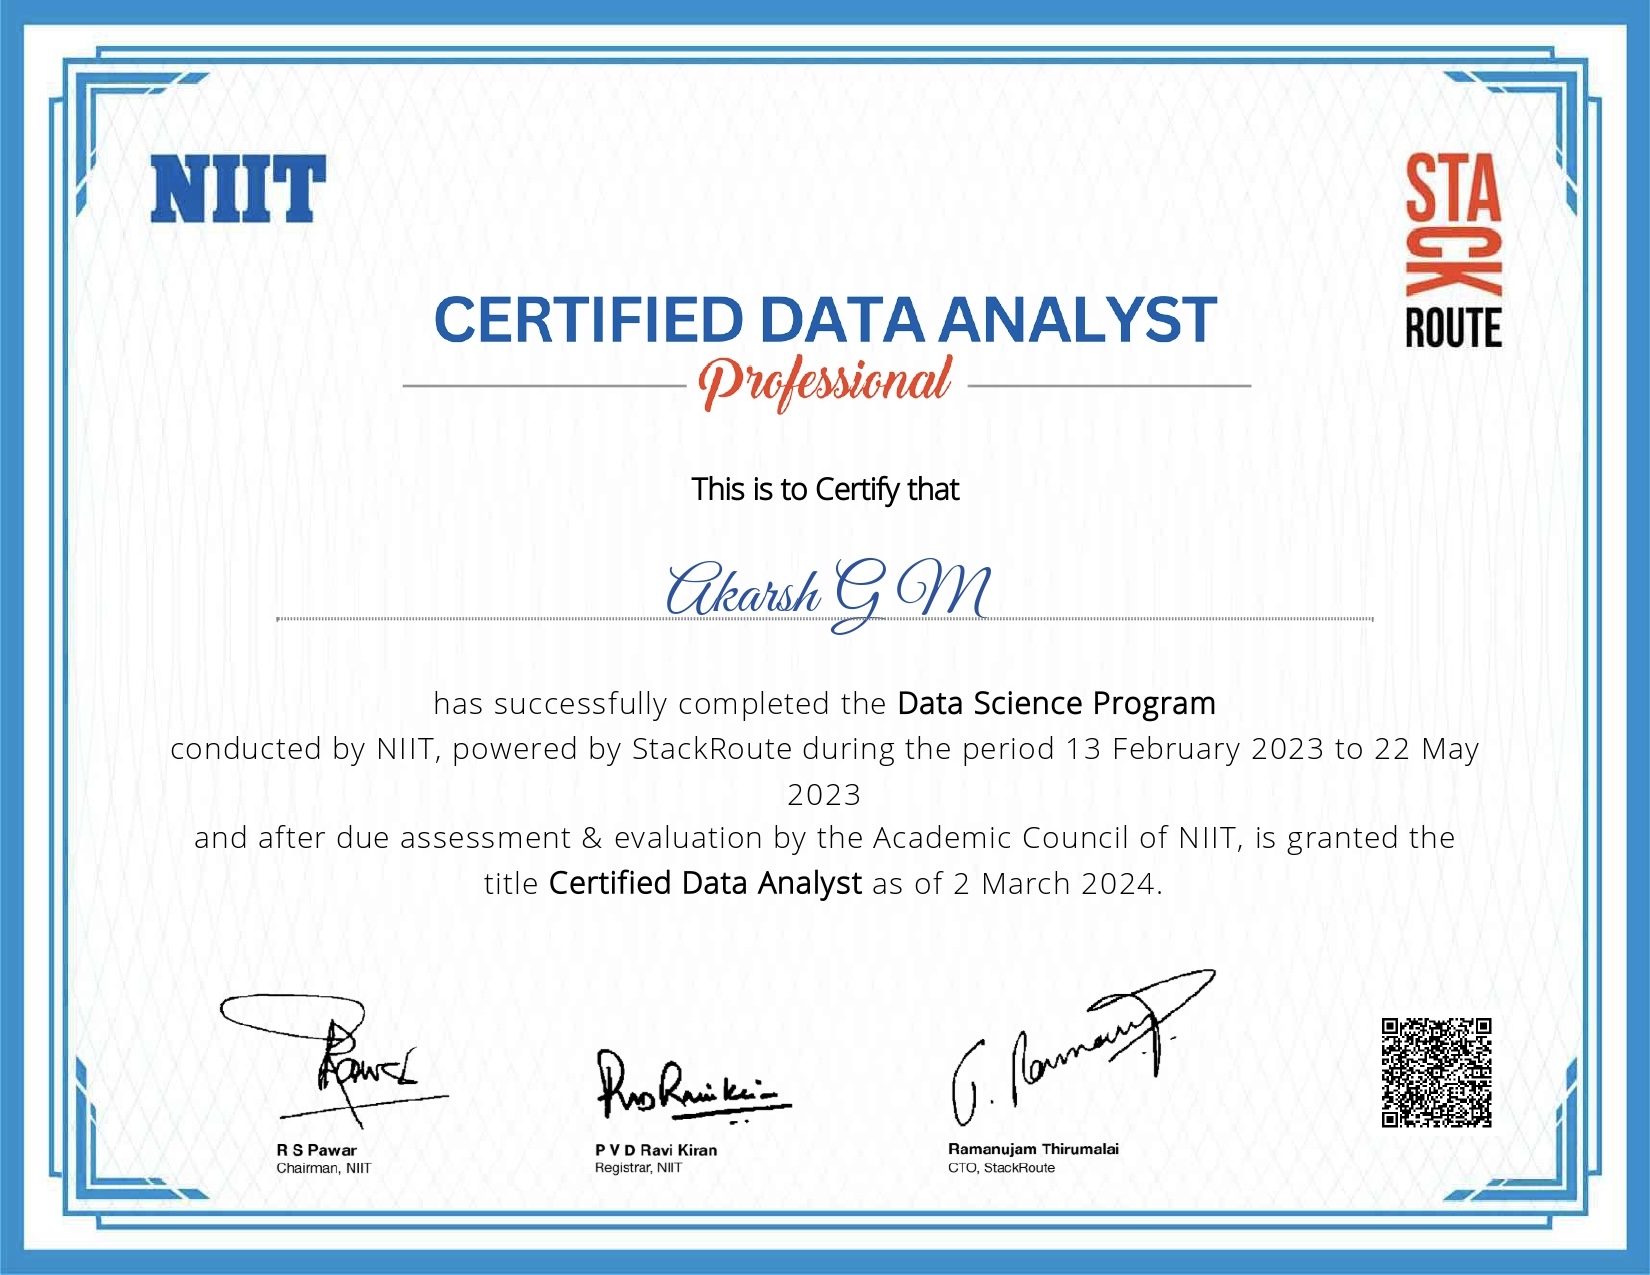 NIIT
STACK
ROUTE
CERTIFIED DATA ANALYST
Professional
This is to Certify that
Akarsh G M
has successfully completed the Data Science Program
conducted by NIIT, powered by StackRoute during the period 13 February 2023 to 22 May
2023
and after due assessment & evaluation by the Academic Council of NIIT, is granted the
title Certified Data Analyst as of 2 March 2024.
R S Pawar
Chairman, NIIT
P V D Ravi Kiran
Registrar, NIIT
Ramanujam Thirumalai
CTO, StackRoute